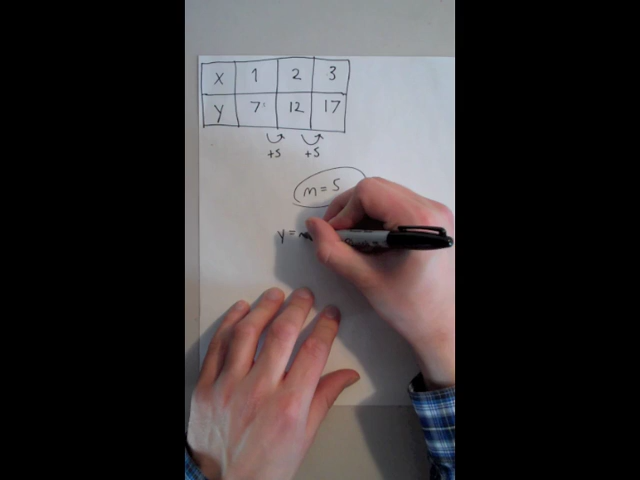 x 1 2 3
y 7 12 17
+5 +5
m = 5
y =